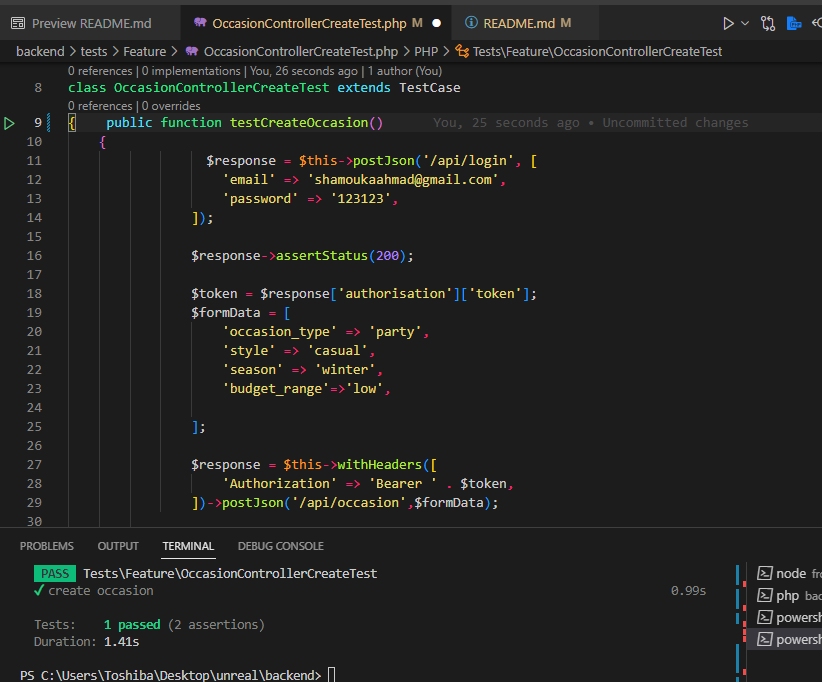 Preview README.md OccasionControllerCreateTest.php M README.md M
backend > tests > Feature > OccasionControllerCreateTest.php > PHP > Tests\Feature\OccasionControllerCreateTest
0 references | 0 implementations | You, 26 seconds ago | 1 author (You)
8 class OccasionControllerCreateTest extends TestCase
0 references | 0 overrides
9 { public function testCreateOccasion() You, 25 seconds ago • Uncommitted changes
10 {
11 $response = $this->postJson('/api/login', [
12 'email' => 'shamoukaahmad@gmail.com',
13 'password' => '123123',
14 ]);
15
16 $response->assertStatus(200);
17
18 $token = $response['authorisation']['token'];
19 $formData = [
20 'occasion_type' => 'party',
21 'style' => 'casual',
22 'season' => 'winter',
23 'budget_range'=>'low',
24
25 ];
26
27 $response = $this->withHeaders([
28 'Authorization' => 'Bearer ' . $token,
29 ])->postJson('/api/occasion',$formData);
30
PROBLEMS OUTPUT TERMINAL DEBUG CONSOLE
PASS Tests\Feature\OccasionControllerCreateTest
✓ create occasion 0.99s
Tests: 1 passed (2 assertions)
Duration: 1.41s
PS C:\Users\Toshiba\Desktop\unreal\backend>
node fro
php bac
powersh
powersh